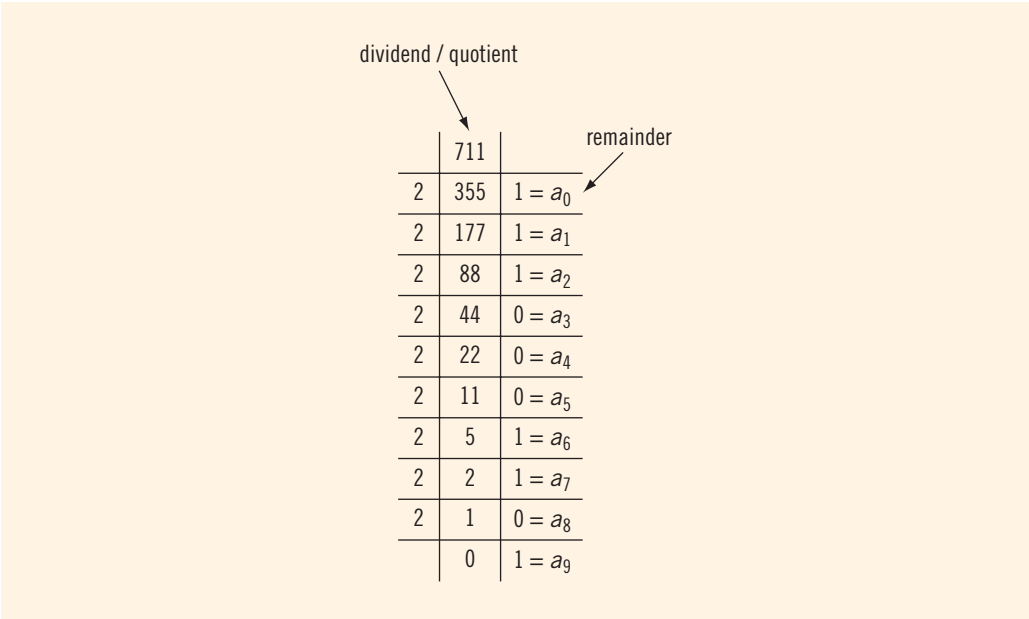 dividend / quotient
remainder
711
2 355 1 = a₀
2 177 1 = a₁
2 88 1 = a₂
2 44 0 = a₃
2 22 0 = a₄
2 11 0 = a₅
2 5 1 = a₆
2 2 1 = a₇
2 1 0 = a₈
0 1 = a₉